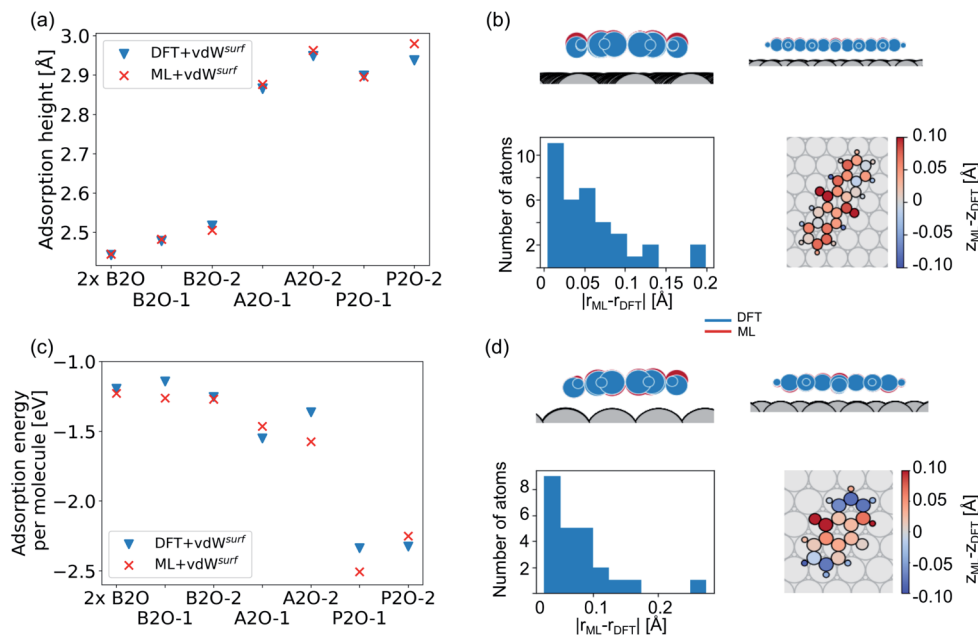 (a)
Adsorption height [Å]
3.0
2.9
2.8
2.7
2.6
2.5
DFT+vdW^surf
ML+vdW^surf
2x B2O
B2O-1
B2O-2
A2O-1
A2O-2
P2O-1
P2O-2
(b)
Number of atoms
10
8
6
4
2
0
0.05
0.1
0.15
0.2
|r_ML-r_DFT| [Å]
0.10
0.05
0
-0.05
-0.10
z_ML-z_DFT [Å]
DFT
ML
(c)
Adsorption energy
per molecule [eV]
−1.0
−1.5
−2.0
−2.5
DFT+vdW^surf
ML+vdW^surf
2x B2O
B2O-1
B2O-2
A2O-1
A2O-2
P2O-1
P2O-2
(d)
Number of atoms
8
6
4
2
0
0.1
0.2
|r_ML-r_DFT| [Å]
0.10
0.05
0
-0.05
-0.10
z_ML-z_DFT [Å]